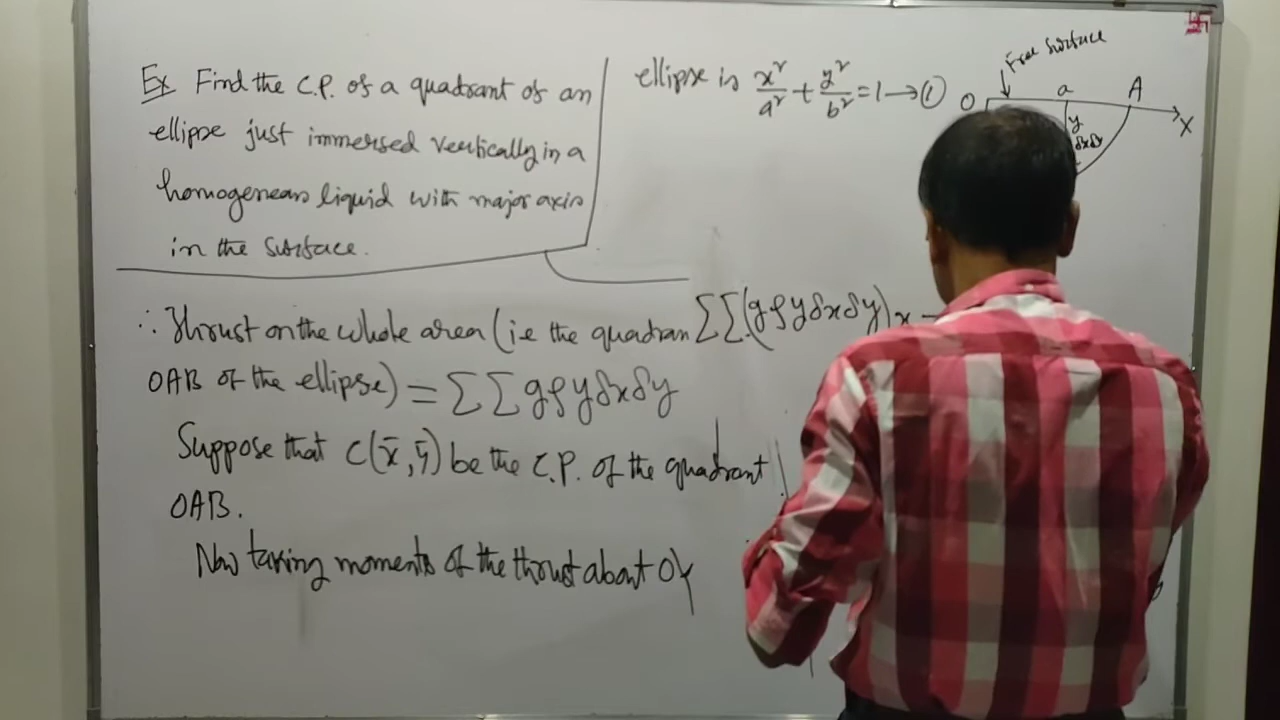 Ex Find the C.P. of a quadrant of an
ellipse just immersed vertically in a
homogeneous liquid with major axis
in the surface.
ellipse is x²/a² + y²/b² = 1 → ①
Free surface
O a A
X
y
δxδy
∴ Thrust on the whole area (i.e the quadran
OAB of the ellipse) = ΣΣ gρyδxδy
Suppose that C(x̄, ȳ) be the C.P. of the quadrant
OAB.
Now taking moments of the thrust about OY
ΣΣ(gρyδxδy)x